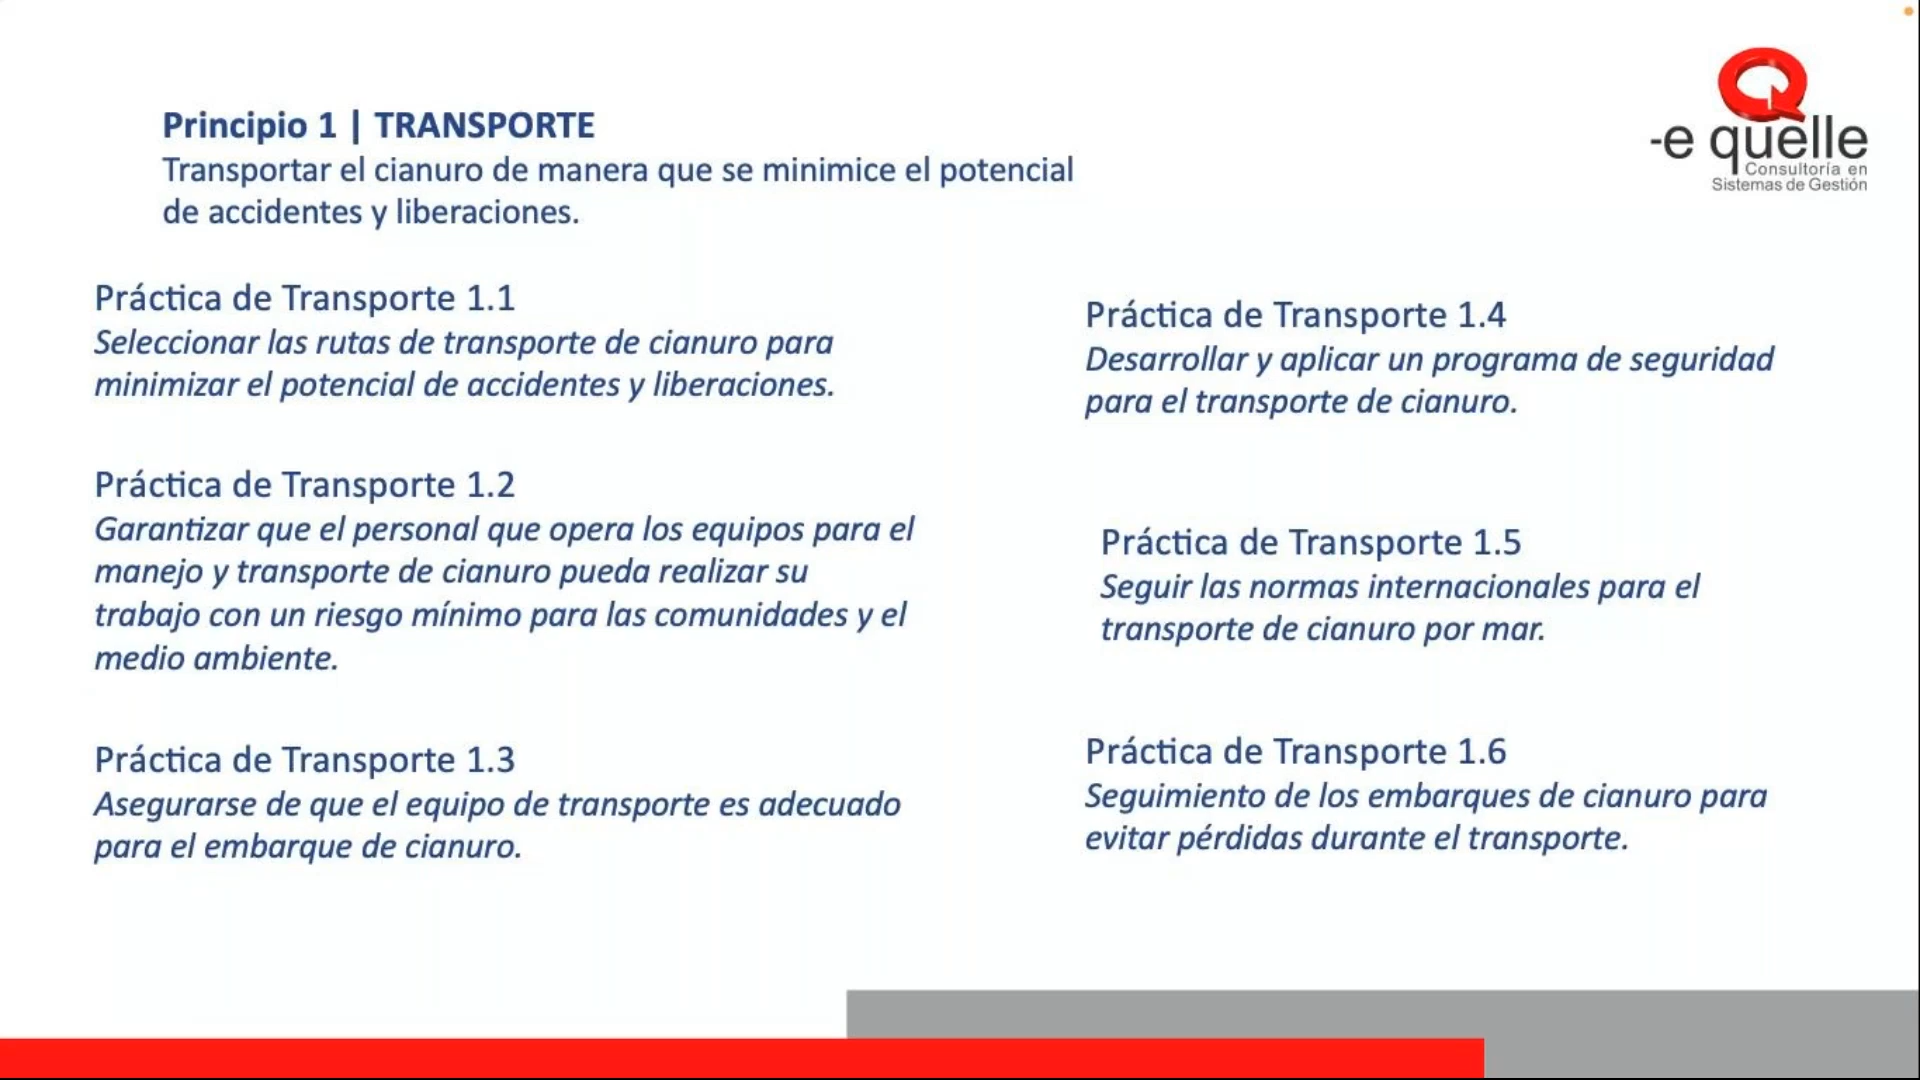 Principio 1 | TRANSPORTE
Transportar el cianuro de manera que se minimice el potencial
de accidentes y liberaciones.
-e quelle
Consultoría en
Sistemas de Gestión
Práctica de Transporte 1.1
Seleccionar las rutas de transporte de cianuro para
minimizar el potencial de accidentes y liberaciones.
Práctica de Transporte 1.2
Garantizar que el personal que opera los equipos para el
manejo y transporte de cianuro pueda realizar su
trabajo con un riesgo mínimo para las comunidades y el
medio ambiente.
Práctica de Transporte 1.3
Asegurarse de que el equipo de transporte es adecuado
para el embarque de cianuro.
Práctica de Transporte 1.4
Desarrollar y aplicar un programa de seguridad
para el transporte de cianuro.
Práctica de Transporte 1.5
Seguir las normas internacionales para el
transporte de cianuro por mar.
Práctica de Transporte 1.6
Seguimiento de los embarques de cianuro para
evitar pérdidas durante el transporte.